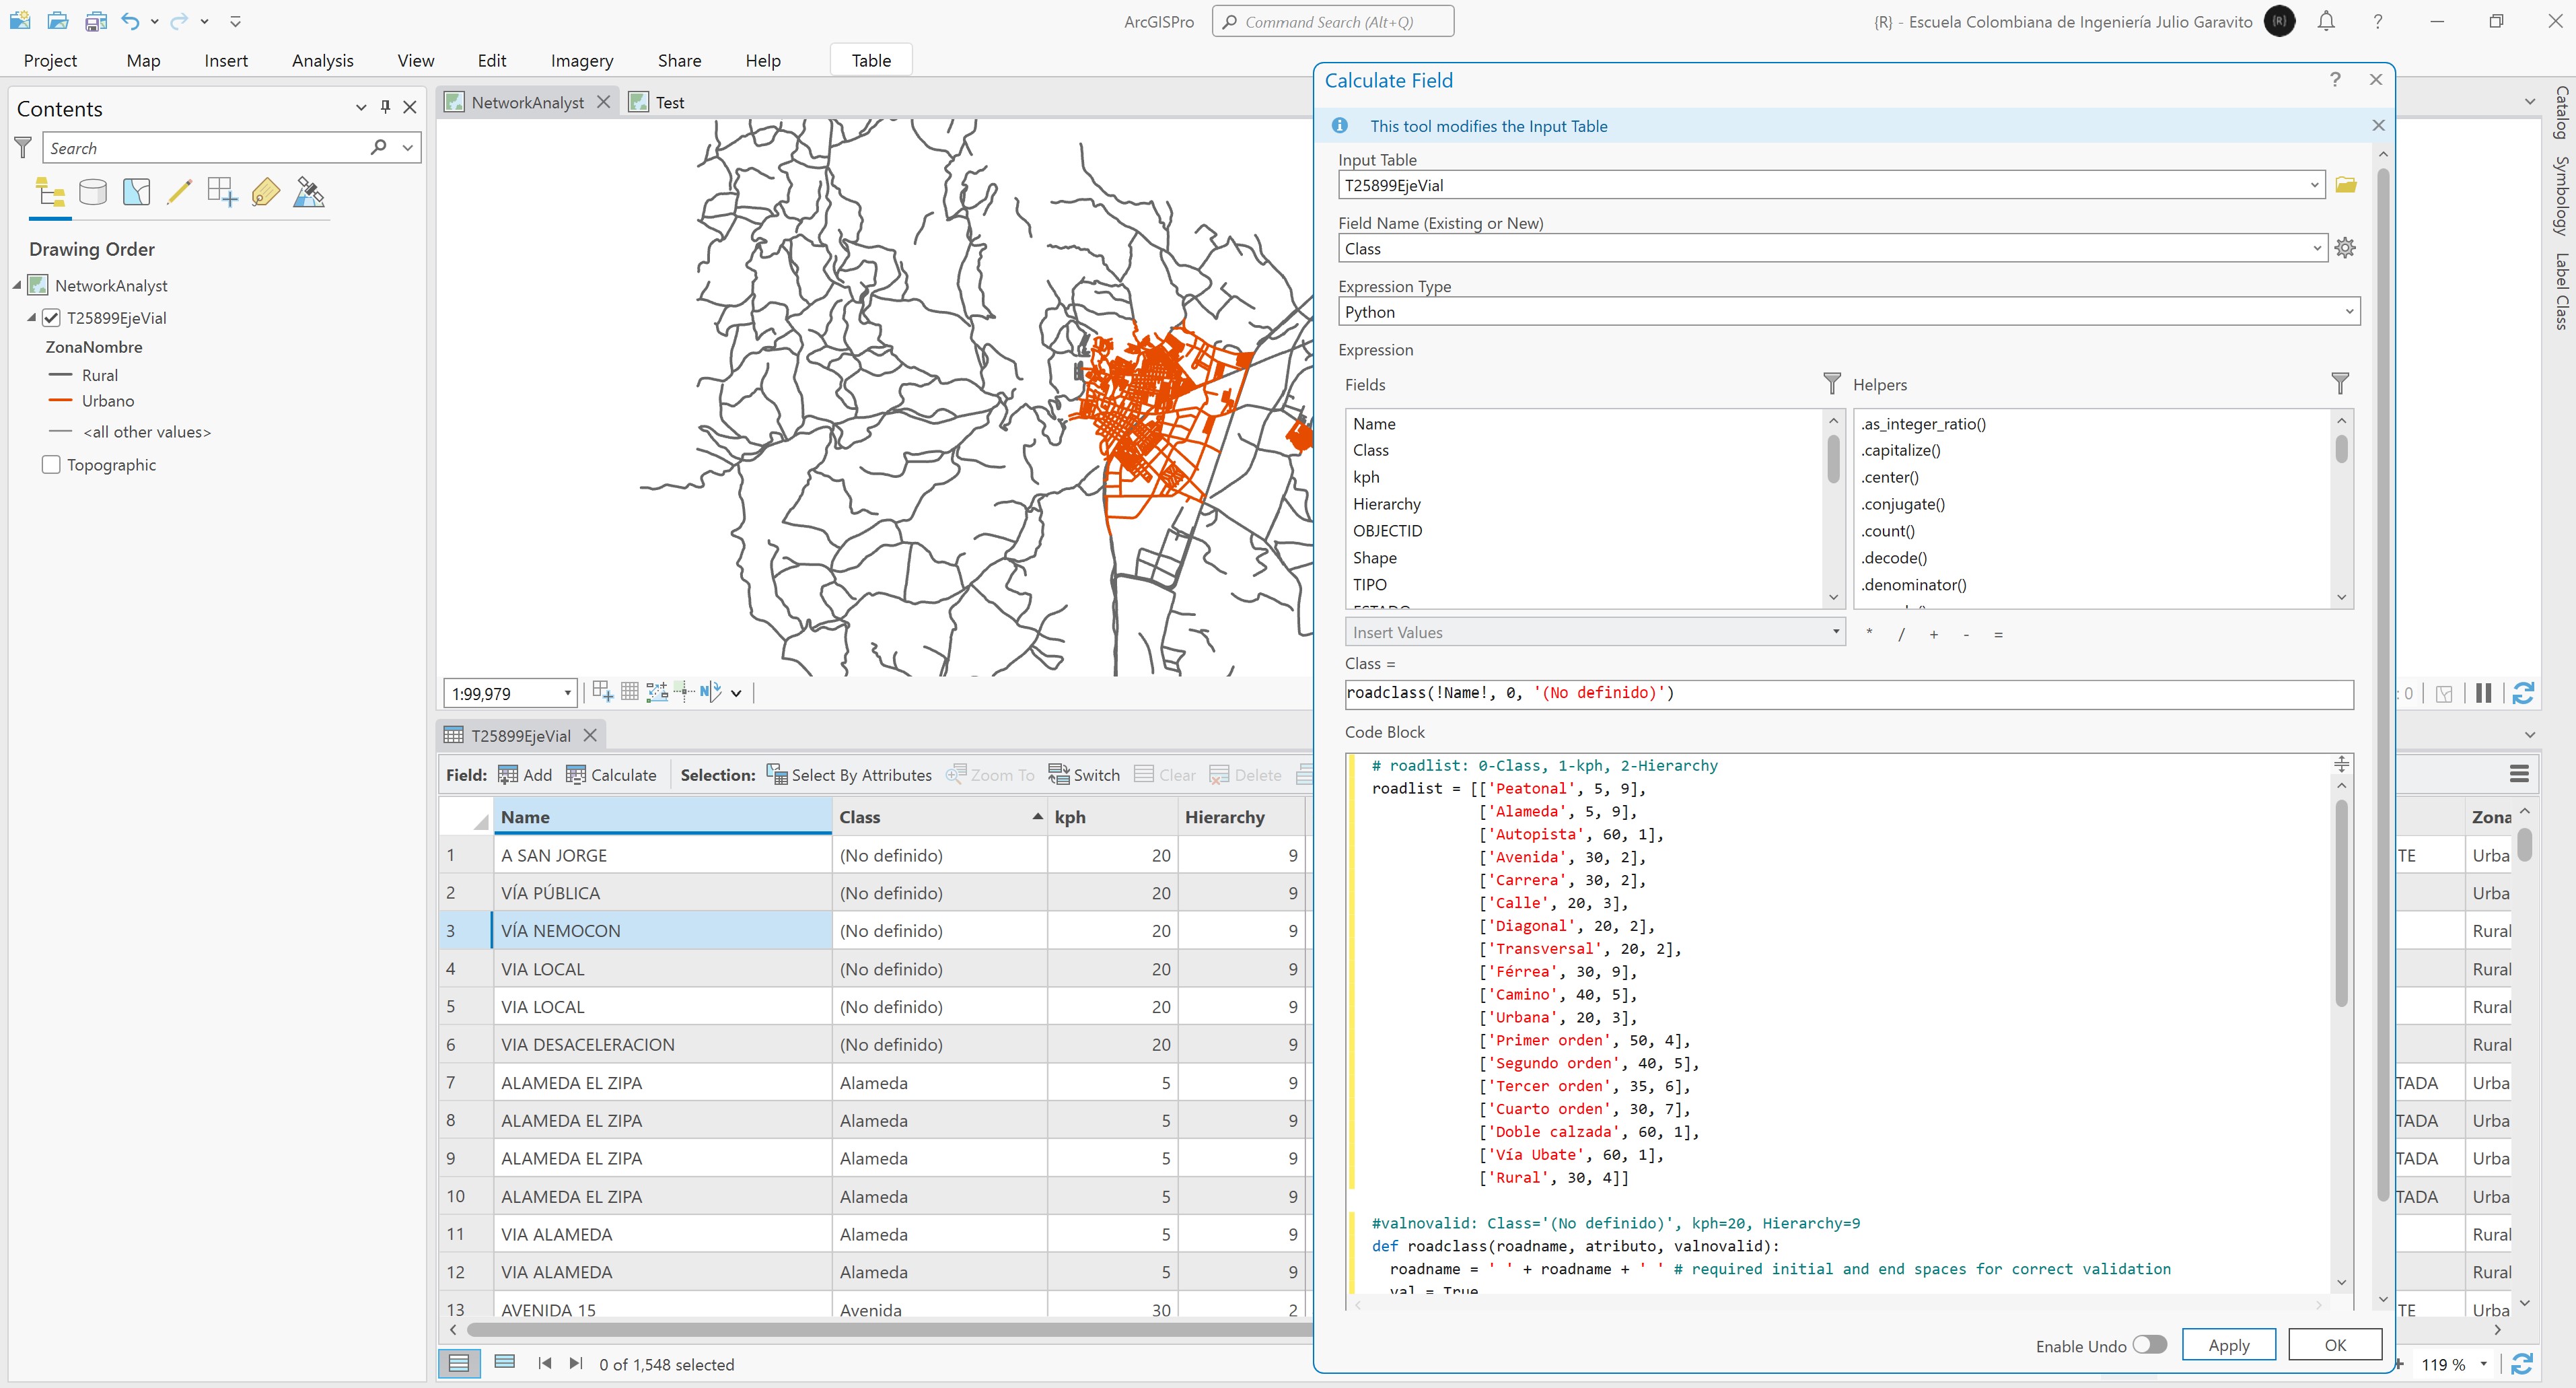 ArcGISPro
Command Search (Alt+Q)
{R} - Escuela Colombiana de Ingeniería Julio Garavito
{R}
?
Project Map Insert Analysis View Edit Imagery Share Help Table
Contents
Search
Drawing Order
NetworkAnalyst
T25899EjeVial
ZonaNombre
Rural
Urbano
<all other values>
Topographic
NetworkAnalyst
Test
1:99,979
T25899EjeVial
Field: Add Calculate Selection: Select By Attributes Zoom To Switch Clear Delete
Name Class kph Hierarchy
1 A SAN JORGE (No definido) 20 9
2 VÍA PÚBLICA (No definido) 20 9
3 VÍA NEMOCON (No definido) 20 9
4 VIA LOCAL (No definido) 20 9
5 VIA LOCAL (No definido) 20 9
6 VIA DESACELERACION (No definido) 20 9
7 ALAMEDA EL ZIPA Alameda 5 9
8 ALAMEDA EL ZIPA Alameda 5 9
9 ALAMEDA EL ZIPA Alameda 5 9
10 ALAMEDA EL ZIPA Alameda 5 9
11 VIA ALAMEDA Alameda 5 9
12 VIA ALAMEDA Alameda 5 9
13 AVENIDA 15 Avenida 30 2
0 of 1,548 selected
Calculate Field
?
This tool modifies the Input Table
Input Table
T25899EjeVial
Field Name (Existing or New)
Class
Expression Type
Python
Expression
Fields
Name
Class
kph
Hierarchy
OBJECTID
Shape
TIPO
ESTADO
Helpers
.as_integer_ratio()
.capitalize()
.center()
.conjugate()
.count()
.decode()
.denominator()
Insert Values
* / + - =
Class =
roadclass(!Name!, 0, '(No definido)')
Code Block
# roadlist: 0-Class, 1-kph, 2-Hierarchy
roadlist = [['Peatonal', 5, 9],
['Alameda', 5, 9],
['Autopista', 60, 1],
['Avenida', 30, 2],
['Carrera', 30, 2],
['Calle', 20, 3],
['Diagonal', 20, 2],
['Transversal', 20, 2],
['Férrea', 30, 9],
['Camino', 40, 5],
['Urbana', 20, 3],
['Primer orden', 50, 4],
['Segundo orden', 40, 5],
['Tercer orden', 35, 6],
['Cuarto orden', 30, 7],
['Doble calzada', 60, 1],
['Vía Ubate', 60, 1],
['Rural', 30, 4]]
#valnovalid: Class='(No definido)', kph=20, Hierarchy=9
def roadclass(roadname, atributo, valnovalid):
roadname = ' ' + roadname + ' ' # required initial and end spaces for correct validation
val = True
Enable Undo
Apply
OK
: 0
Zona
TE Urba
Urba
Rural
Rural
Rural
Rural
TADA Urba
TADA Urba
TADA Urba
TADA Urba
Rural
Rural
TE Urba
119 %
Catalog
Symbology
Label Class